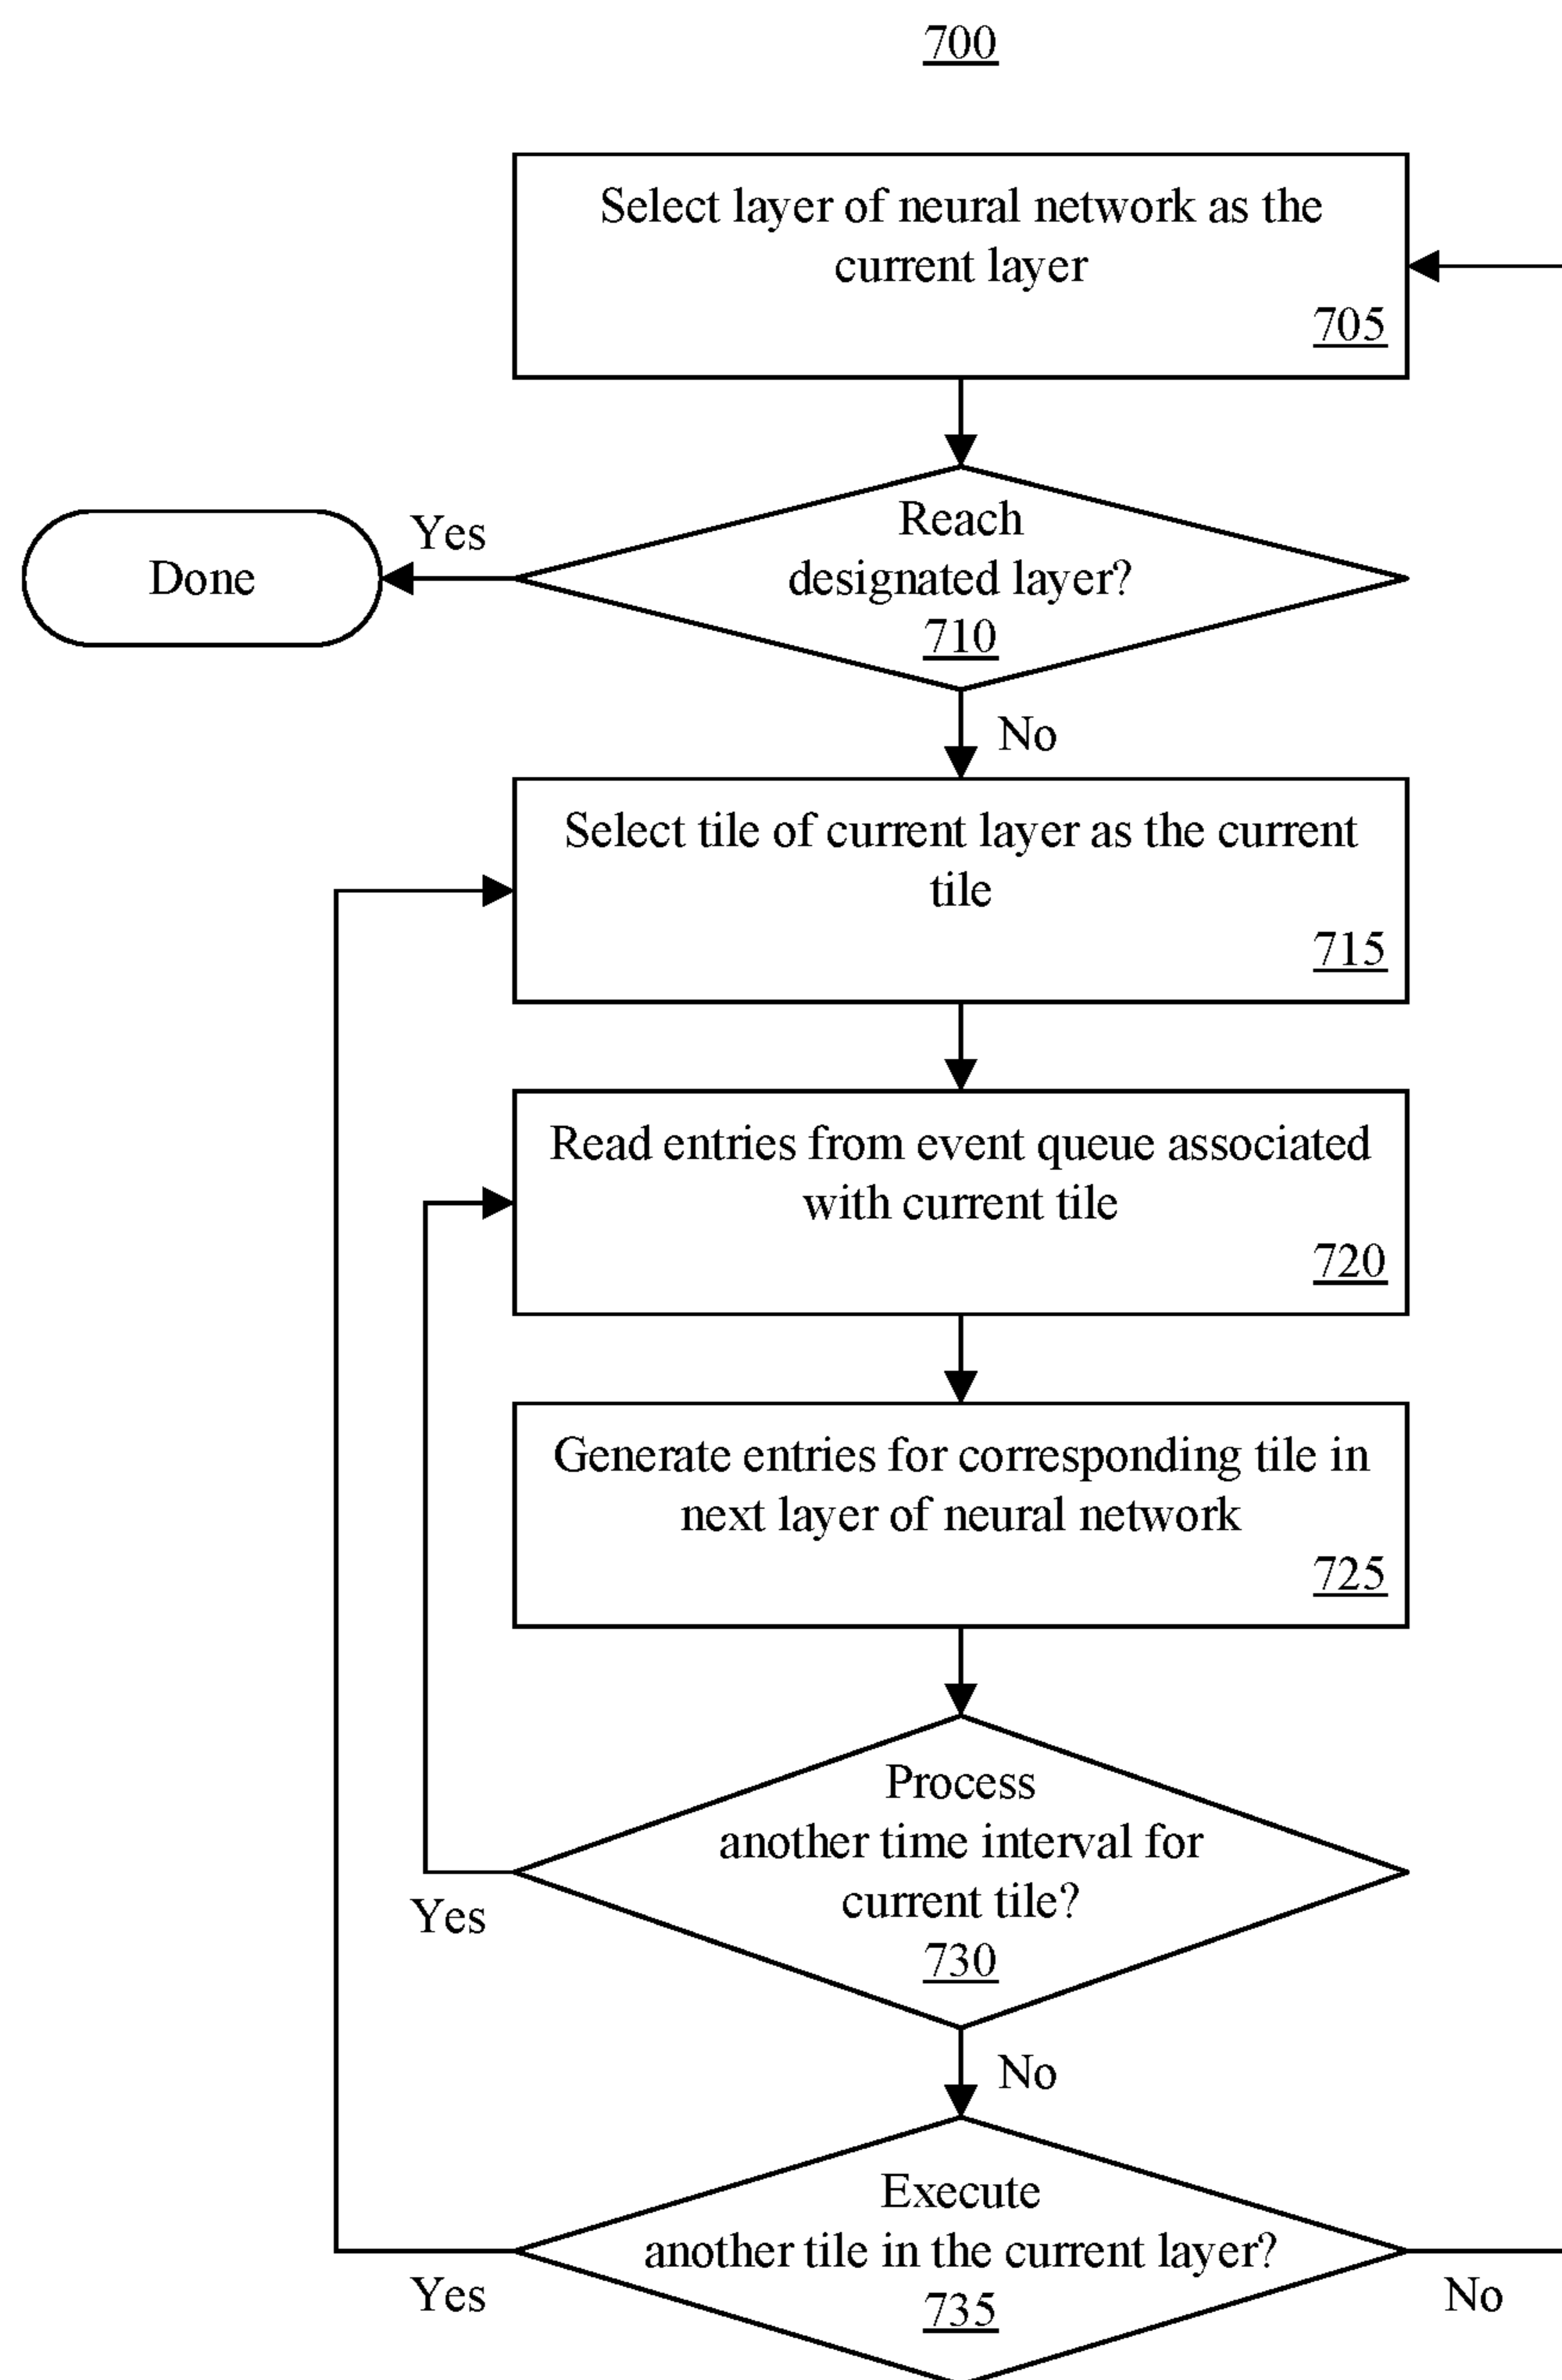 700
Select layer of neural network as the
current layer
705
Reach
designated layer?
710
Yes
Done
No
Select tile of current layer as the current
tile
715
Read entries from event queue associated
with current tile
720
Generate entries for corresponding tile in
next layer of neural network
725
Process
another time interval for
current tile?
730
Yes
No
Execute
another tile in the current layer?
735
Yes
No